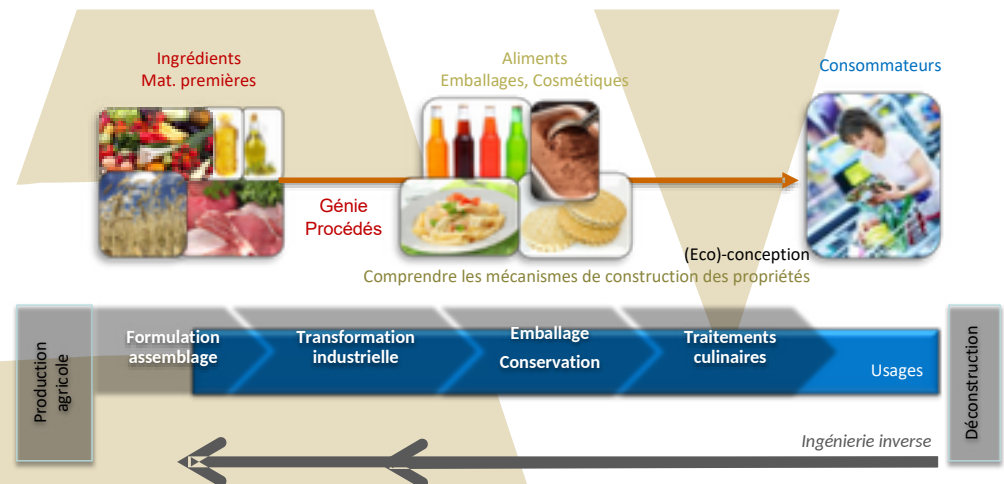 Ingrédients
Mat. premières
Aliments
Emballages, Cosmétiques
Consommateurs
Génie
Procédés
(Eco)-conception
Comprendre les mécanismes de construction des propriétés
Production
agricole
Formulation
assemblage
Transformation
industrielle
Emballage
Conservation
Traitements
culinaires
Usages
Déconstruction
Ingénierie inverse